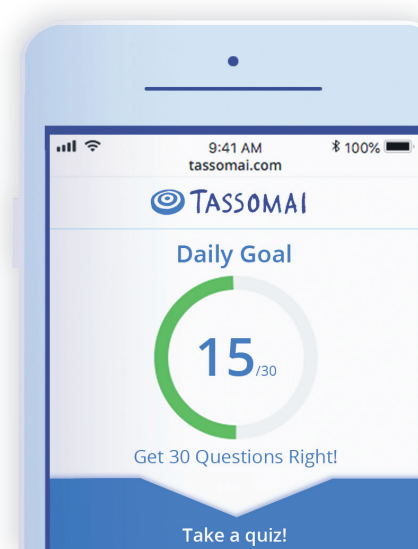 9:41 AM
100%
tassomai.com
TASSOMAI
Daily Goal
15/30
Get 30 Questions Right!
Take a quiz!